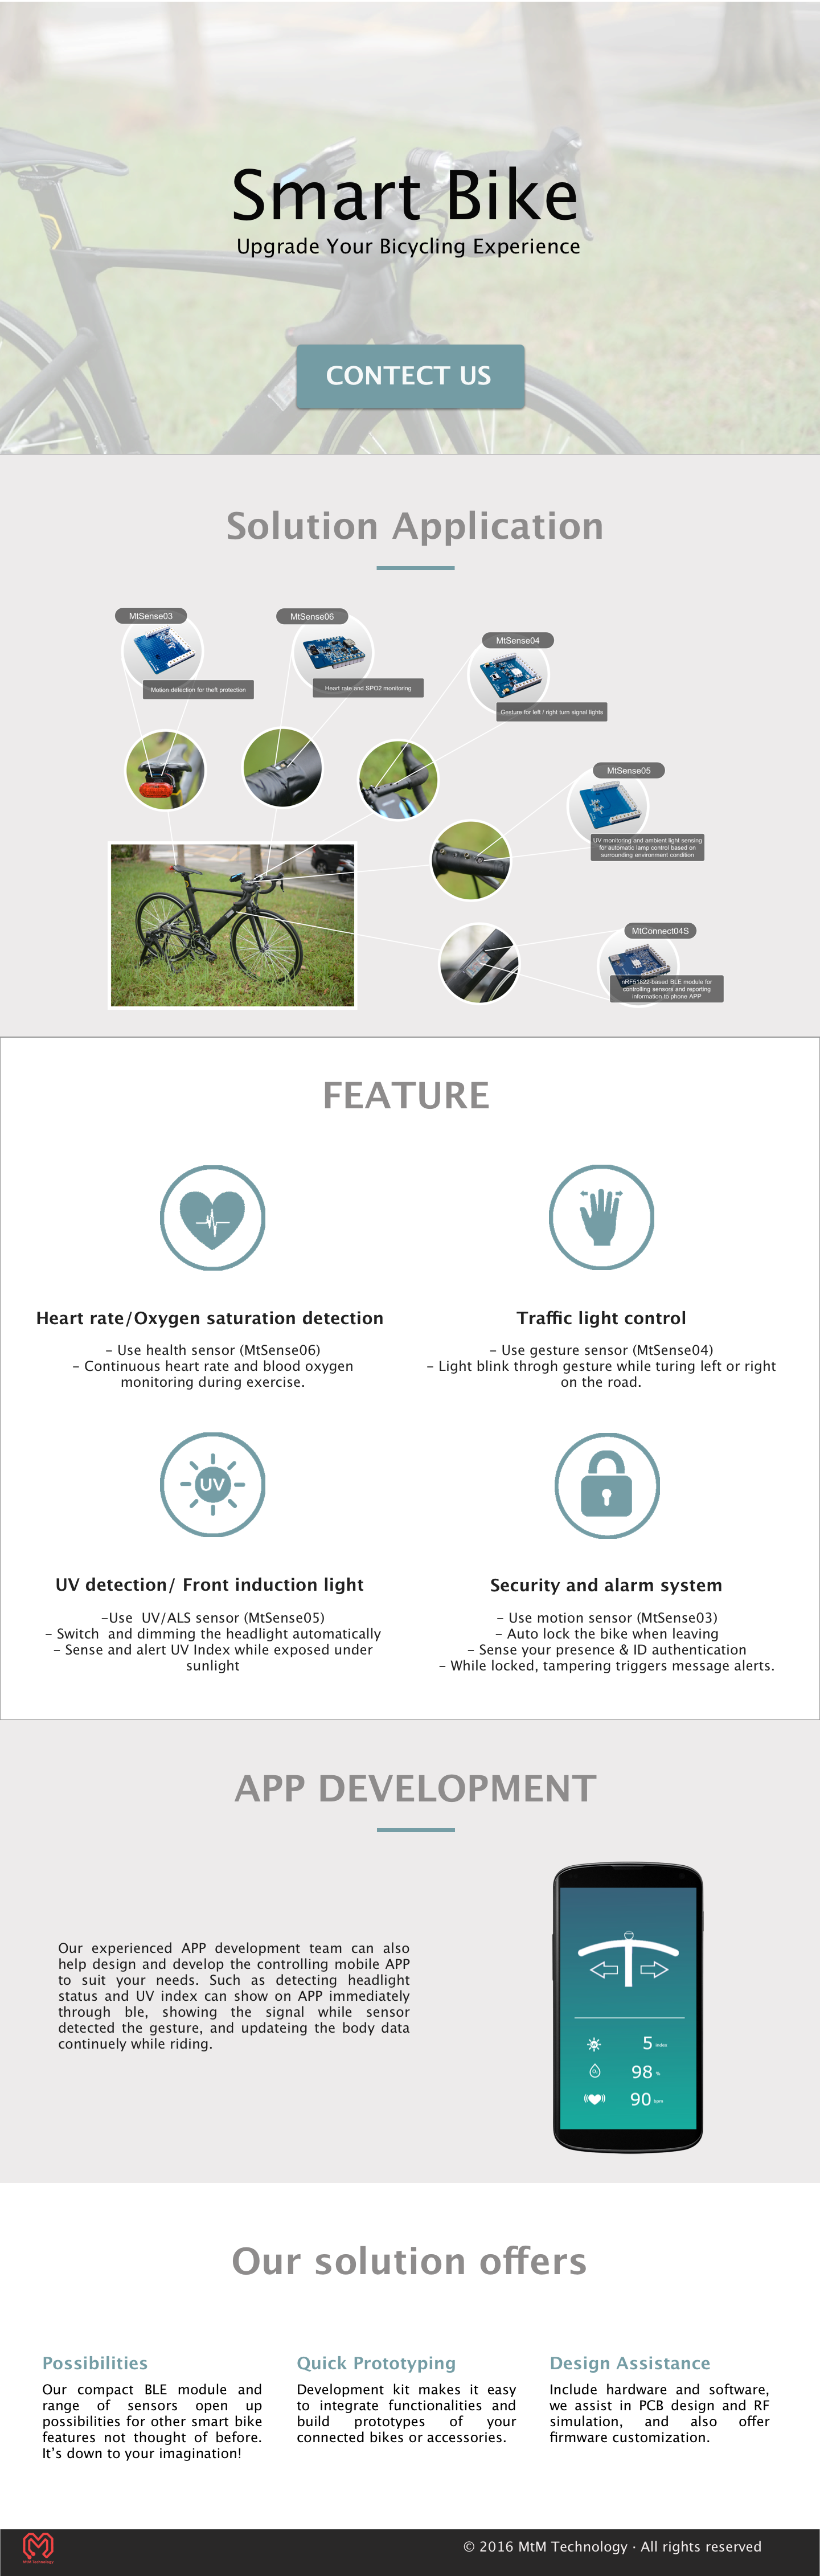 Smart Bike
Upgrade Your Bicycling Experience
CONTECT US
Solution Application
MtSense03
Motion detection for theft protection
MtSense06
Heart rate and SPO2 monitoring
MtSense04
Gesture for left / right turn signal lights
MtSense05
UV monitoring and ambient light sensing
for automatic lamp control based on
surrounding environment condition
MtConnect04S
nRF51822-based BLE module for
controlling sensors and reporting
information to phone APP
FEATURE
Heart rate/Oxygen saturation detection
– Use health sensor (MtSense06)
– Continuous heart rate and blood oxygen
monitoring during exercise.
Traffic light control
– Use gesture sensor (MtSense04)
– Light blink throgh gesture while turing left or right
on the road.
UV
UV detection/ Front induction light
–Use  UV/ALS sensor (MtSense05)
– Switch  and dimming the headlight automatically
– Sense and alert UV Index while exposed under
sunlight
Security and alarm system
– Use motion sensor (MtSense03)
– Auto lock the bike when leaving
– Sense your presence & ID authentication
– While locked, tampering triggers message alerts.
APP DEVELOPMENT
Our experienced APP development team can also
help design and develop the controlling mobile APP
to suit your needs. Such as detecting headlight
status and UV index can show on APP immediately
through ble, showing the signal while sensor
detected the gesture, and updateing the body data
continuely while riding.
5 index
98 %
90 bpm
Our solution offers
Possibilities
Our compact BLE module and
range of sensors open up
possibilities for other smart bike
features not thought of before.
It's down to your imagination!
Quick Prototyping
Development kit makes it easy
to integrate functionalities and
build prototypes of your
connected bikes or accessories.
Design Assistance
Include hardware and software,
we assist in PCB design and RF
simulation, and also offer
firmware customization.
MtM Technology
© 2016 MtM Technology · All rights reserved